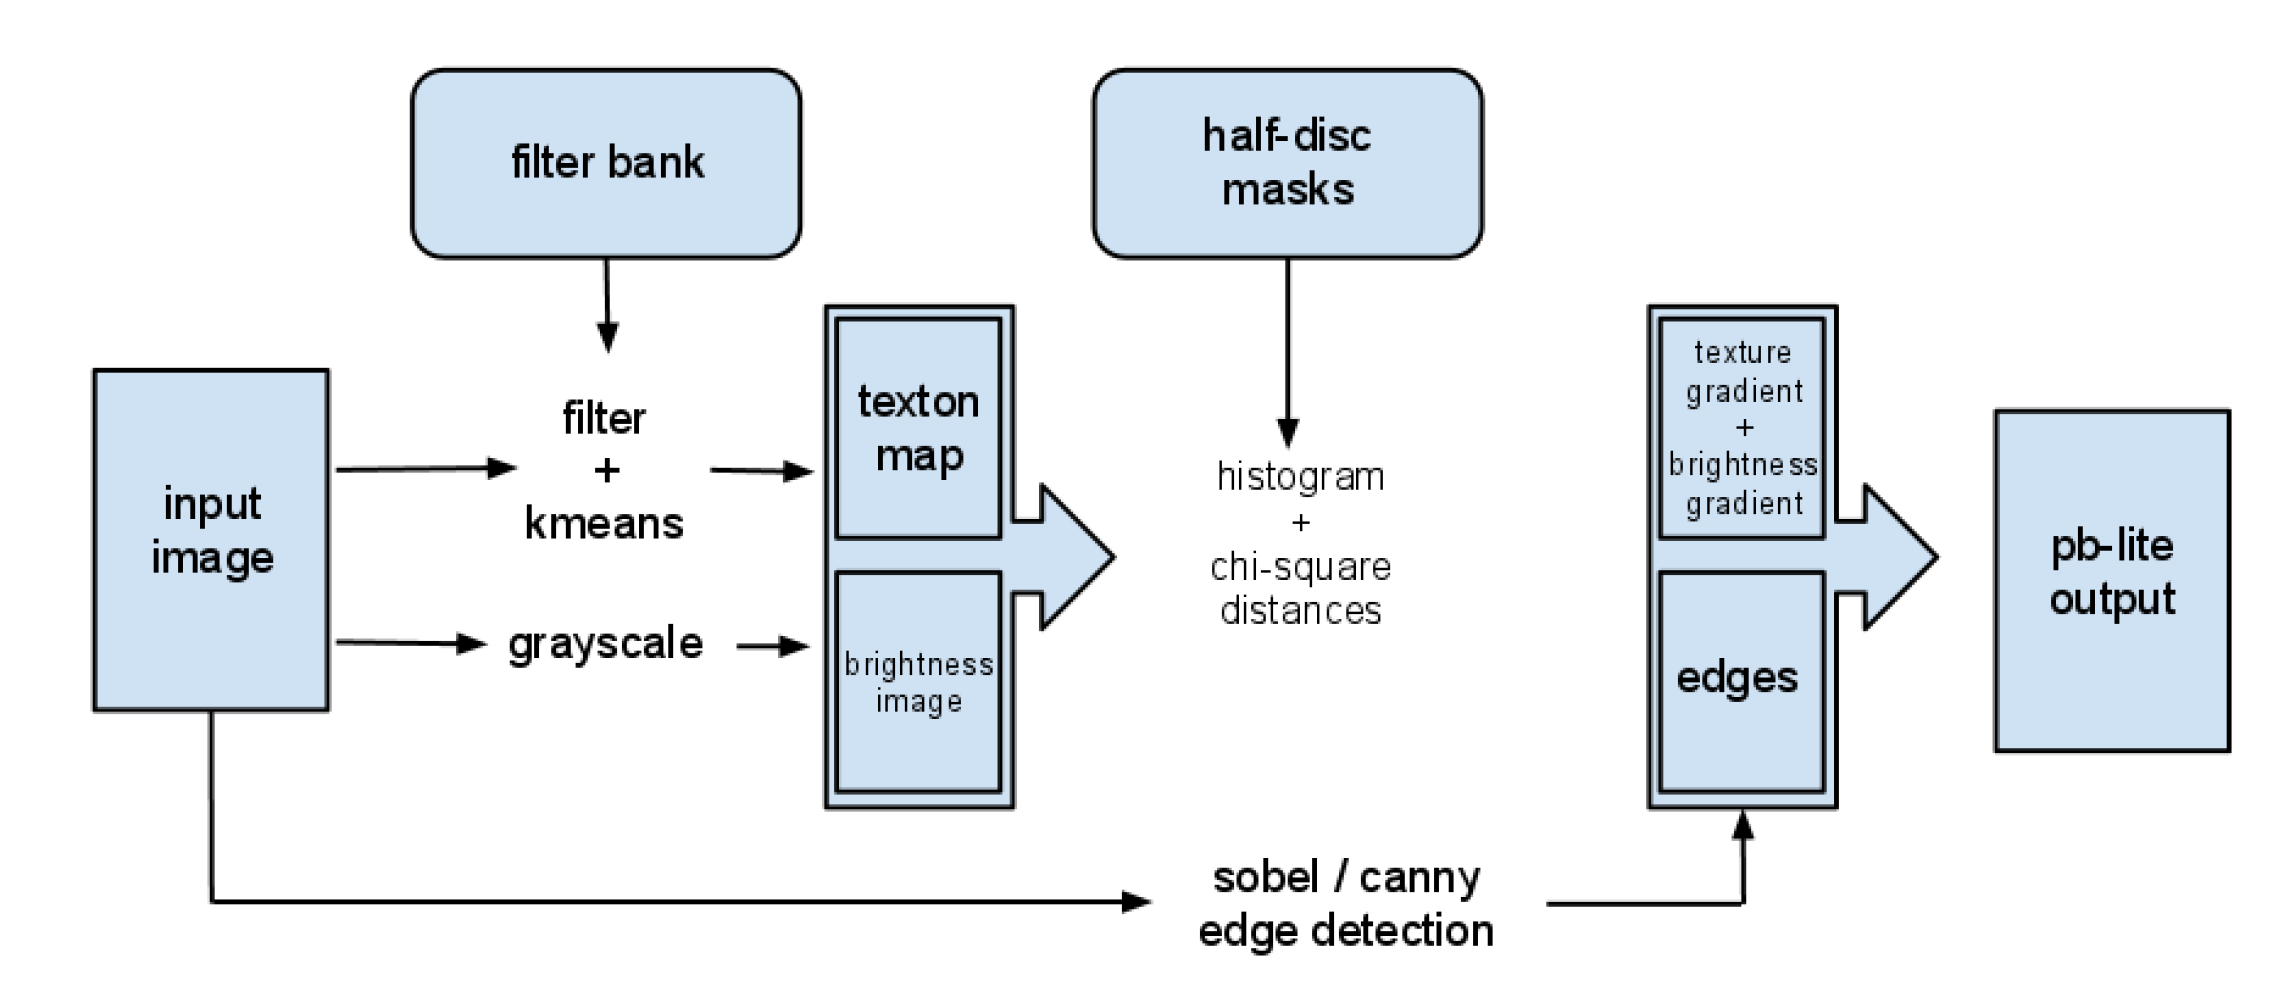 filter bank
half-disc
masks
input
image
filter
+
kmeans
grayscale
texton
map
brightness
image
histogram
+
chi-square
distances
texture
gradient
+
brightness
gradient
edges
pb-lite
output
sobel / canny
edge detection